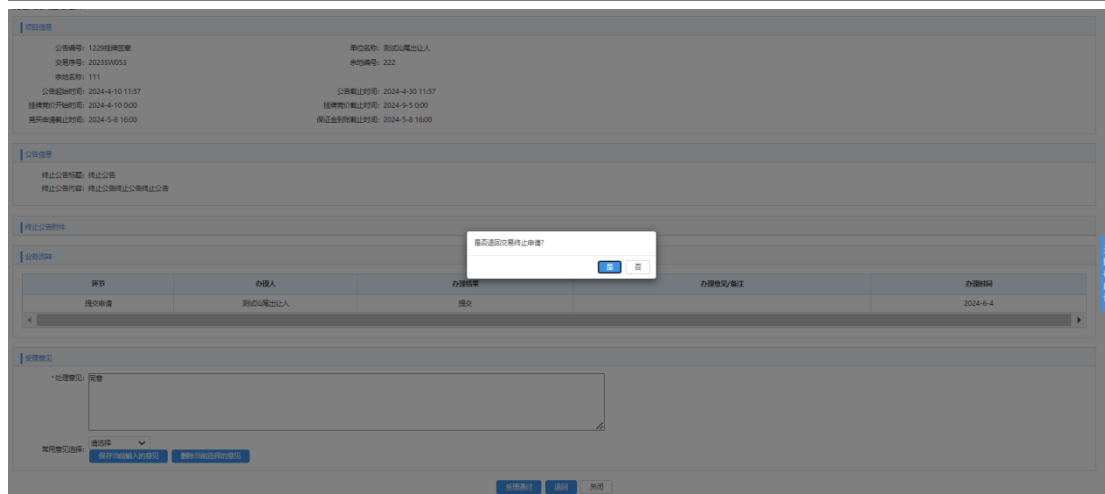 项目信息
公告编号：1229挂牌签章 单位名称：测试汕尾出让人
交易序号：2023SW053 宗地编号：222
宗地名称：111
公告起始时间：2024-4-10 11:57 公告截止时间：2024-4-30 11:57
挂牌竞价开始时间：2024-4-10 0:00 挂牌竞价截止时间：2024-9-5 0:00
竞买申请截止时间：2024-5-8 16:00 保证金到账截止时间：2024-5-8 16:00
公告信息
终止公告标题：终止公告
终止公告内容：终止公告终止公告终止公告
终止公告附件
是否退回交易终止申请?
是 否
业务流转
环节 办理人 办理结果 办理意见/备注 办理时间
提交申请 测试汕尾出让人 提交 2024-6-4
受理意见
*处理意见：同意
常用意见选择：请选择
保存当前输入的意见 删除当前选择的意见
受理通过 退回 关闭